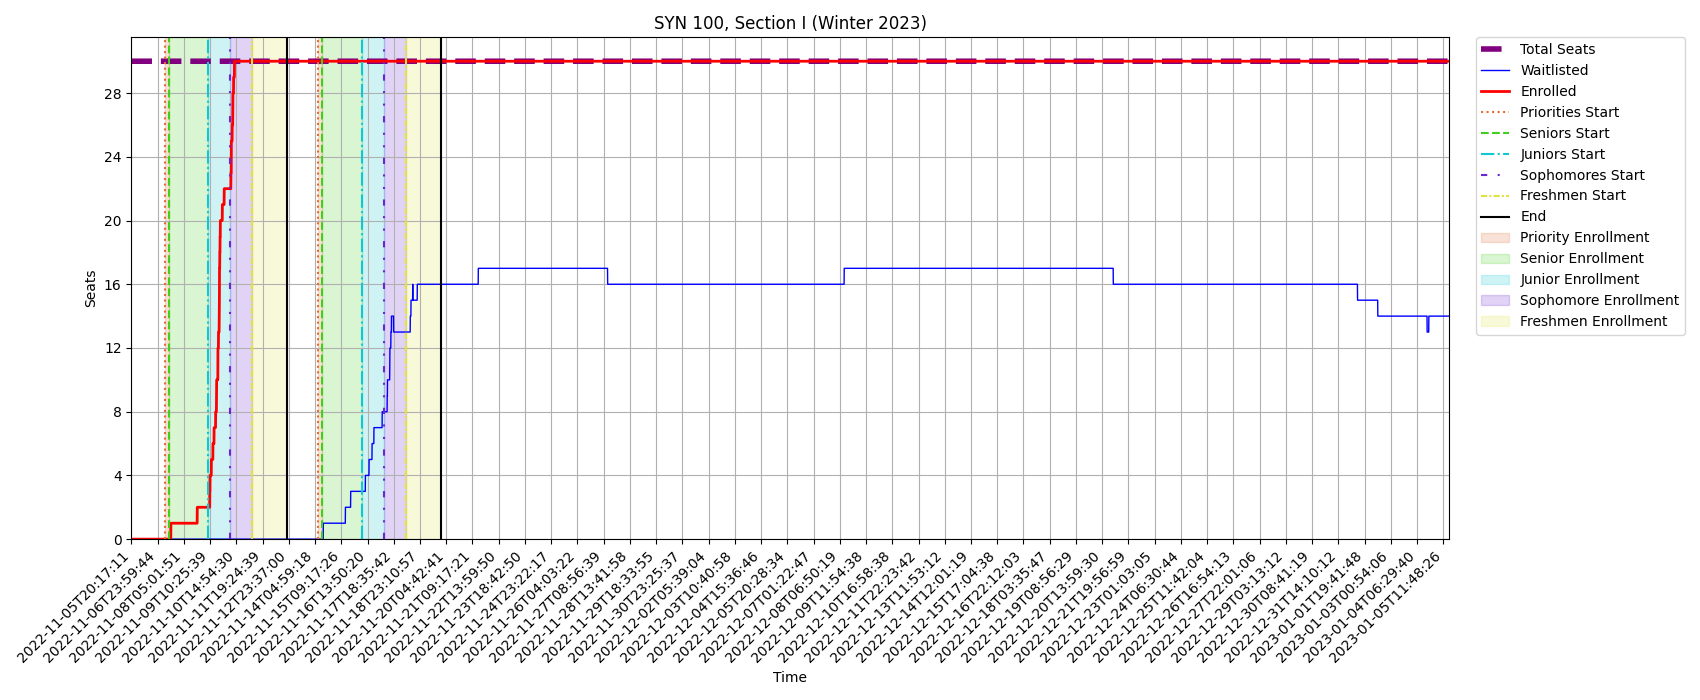 SYN 100, Section I (Winter 2023)
Seats
28
24
20
16
12
8
4
0
2022-11-05T20:17:11
2022-11-06T23:59:44
2022-11-08T05:01:51
2022-11-09T10:25:39
2022-11-10T14:54:30
2022-11-11T19:24:39
2022-11-12T23:37:00
2022-11-14T04:59:18
2022-11-15T09:17:26
2022-11-16T13:50:20
2022-11-17T18:35:42
2022-11-18T23:10:57
2022-11-20T04:42:41
2022-11-21T09:17:21
2022-11-22T13:59:50
2022-11-23T18:42:50
2022-11-24T23:22:17
2022-11-26T04:03:22
2022-11-27T08:56:39
2022-11-28T13:41:58
2022-11-29T18:33:55
2022-11-30T23:25:37
2022-12-02T05:39:04
2022-12-03T10:40:58
2022-12-04T15:36:46
2022-12-05T20:28:34
2022-12-07T01:22:47
2022-12-08T06:50:19
2022-12-09T11:54:38
2022-12-10T16:58:38
2022-12-11T22:23:42
2022-12-13T11:53:12
2022-12-14T12:01:19
2022-12-15T17:04:38
2022-12-16T22:12:03
2022-12-18T03:35:47
2022-12-19T08:56:29
2022-12-20T13:59:30
2022-12-21T19:56:59
2022-12-23T01:03:05
2022-12-24T06:30:44
2022-12-25T11:42:04
2022-12-26T16:54:13
2022-12-27T22:01:06
2022-12-29T03:13:12
2022-12-30T08:41:19
2022-12-31T14:10:12
2023-01-01T19:41:48
2023-01-03T00:54:06
2023-01-04T06:29:40
2023-01-05T11:48:26
Time
Total Seats
Waitlisted
Enrolled
Priorities Start
Seniors Start
Juniors Start
Sophomores Start
Freshmen Start
End
Priority Enrollment
Senior Enrollment
Junior Enrollment
Sophomore Enrollment
Freshmen Enrollment